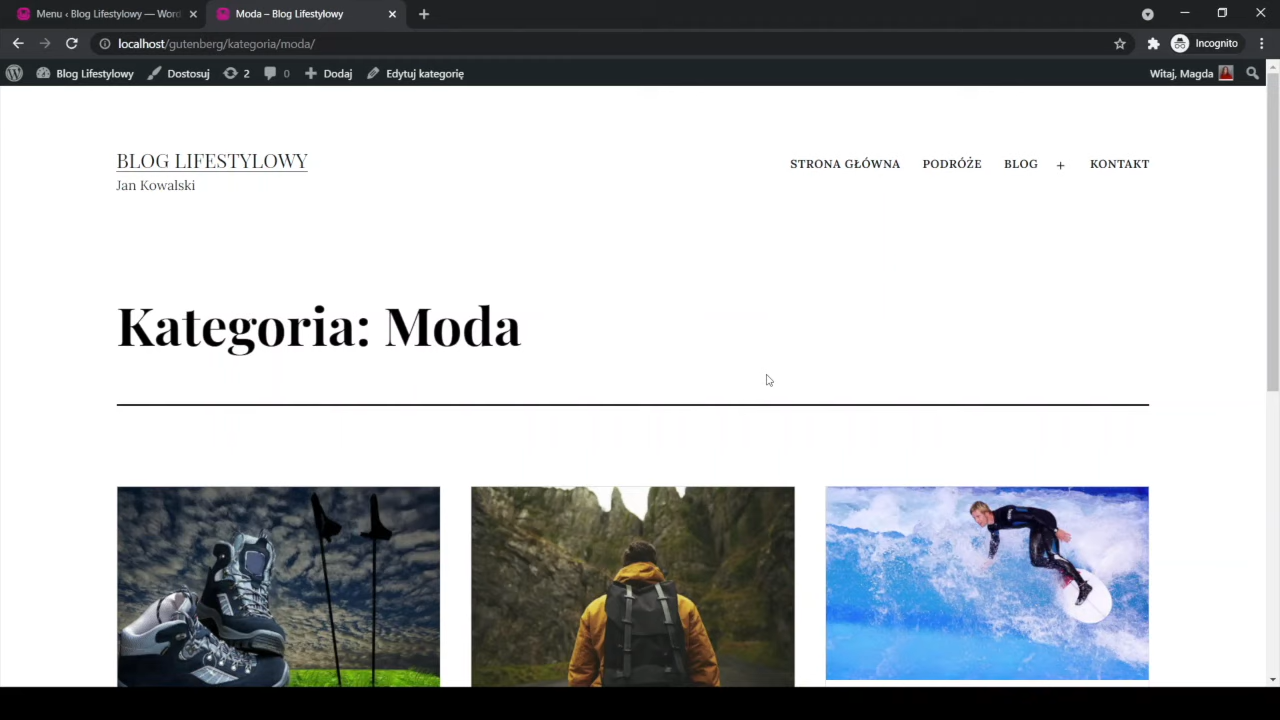 Menu ‹ Blog Lifestylowy — Word
Moda – Blog Lifestylowy
localhost/gutenberg/kategoria/moda/
Incognito
Blog Lifestylowy
Dostosuj
2
0
Dodaj
Edytuj kategorię
Witaj, Magda
BLOG LIFESTYLOWY
Jan Kowalski
STRONA GŁÓWNA
PODRÓŻE
BLOG +
KONTAKT
Kategoria: Moda